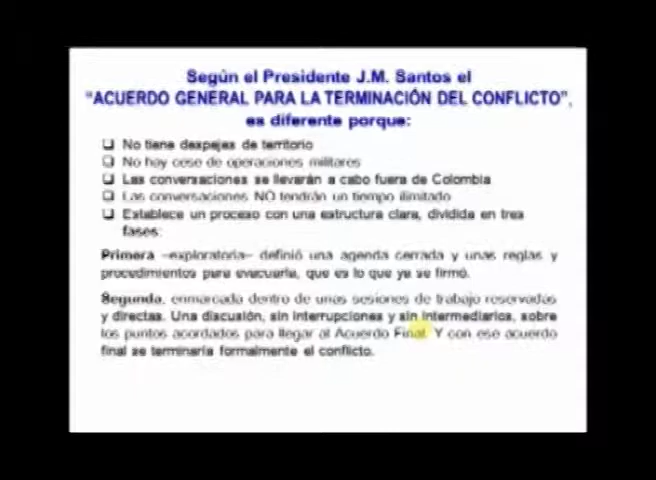 Según el Presidente J.M. Santos el
"ACUERDO GENERAL PARA LA TERMINACIÓN DEL CONFLICTO",
es diferente porque:
❑ No tiene despejes de territorio
❑ No hay cese de operaciones militares
❑ Las conversaciones se llevarán a cabo fuera de Colombia
❑ Las conversaciones NO tendrán un tiempo ilimitado
❑ Establece un proceso con una estructura clara, dividida en tres
fases:
Primera –exploratoria– definió una agenda cerrada y unas reglas y
procedimientos para evacuarla, que es lo que ya se firmó.
Segunda, enmarcada dentro de unas sesiones de trabajo reservadas
y directas. Una discusión, sin interrupciones y sin intermediarios, sobre
los puntos acordados para llegar al Acuerdo Final. Y con ese acuerdo
final se terminaría formalmente el conflicto.